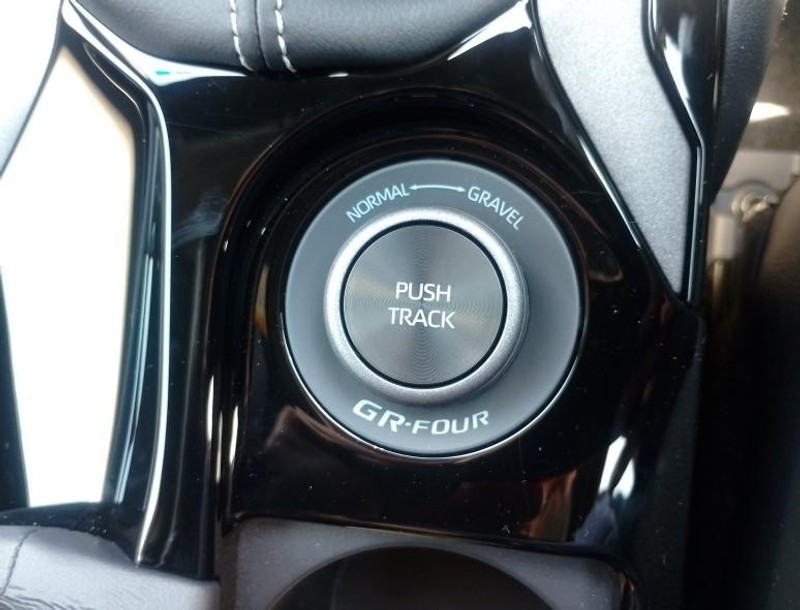 NORMAL ⟷ GRAVEL
PUSH
TRACK
GR-FOUR